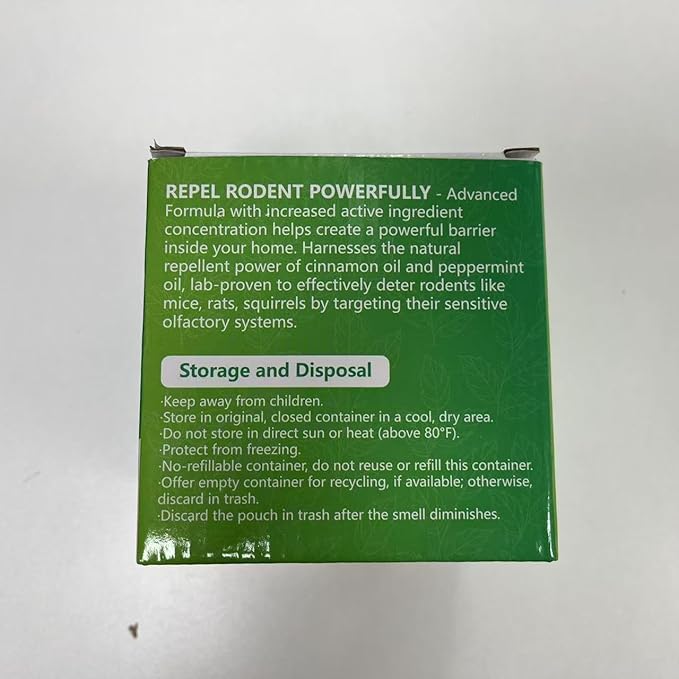 REPEL RODENT POWERFULLY - Advanced
Formula with increased active ingredient
concentration helps create a powerful barrier
inside your home. Harnesses the natural
repellent power of cinnamon oil and peppermint
oil, lab-proven to effectively deter rodents like
mice, rats, squirrels by targeting their sensitive
olfactory systems.
Storage and Disposal
·Keep away from children.
·Store in original, closed container in a cool, dry area.
·Do not store in direct sun or heat (above 80°F).
·Protect from freezing.
·No-refillable container, do not reuse or refill this container.
·Offer empty container for recycling, if available; otherwise,
discard in trash.
·Discard the pouch in trash after the smell diminishes.